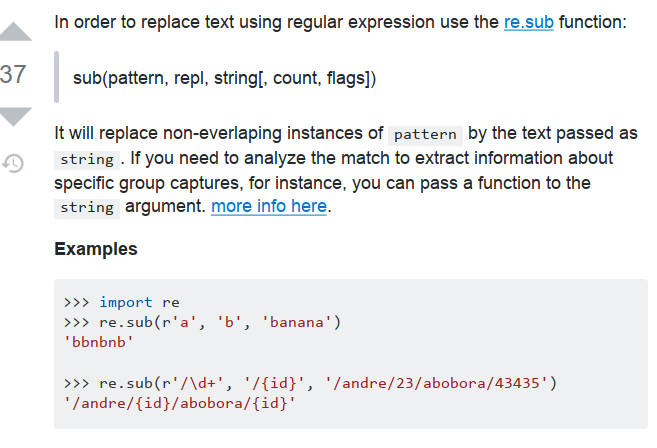 In order to replace text using regular expression use the re.sub function:
37
sub(pattern, repl, string[, count, flags])
It will replace non-everlaping instances of pattern by the text passed as
string . If you need to analyze the match to extract information about
specific group captures, for instance, you can pass a function to the
string argument. more info here.
Examples
>>> import re
>>> re.sub(r'a', 'b', 'banana')
'bbnbnb'
>>> re.sub(r'/\d+', '/{id}', '/andre/23/abobora/43435')
'/andre/{id}/abobora/{id}'